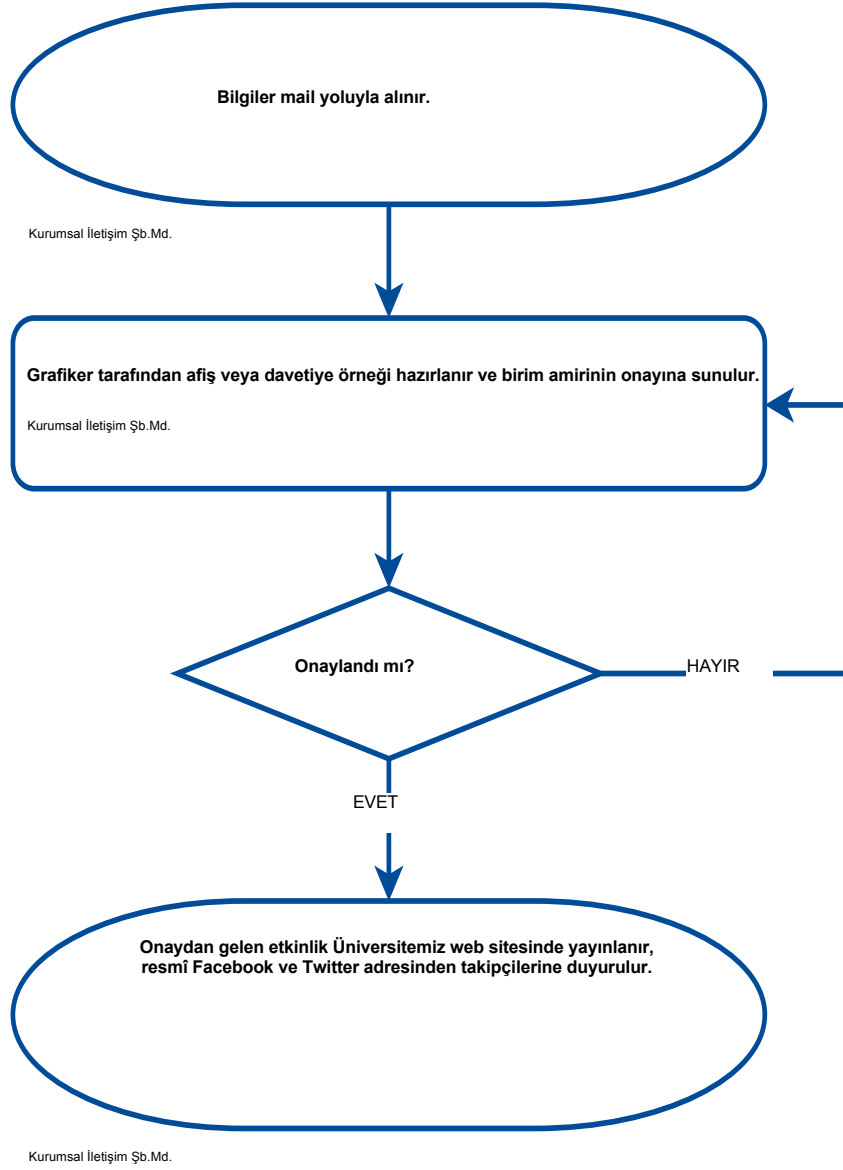 Bilgiler mail yoluyla alınır.
Kurumsal İletişim Şb.Md.
Grafiker tarafından afiş veya davetiye örneği hazırlanır ve birim amirinin onayına sunulur.
Kurumsal İletişim Şb.Md.
Onaylandı mı?
HAYIR
EVET
Onaydan gelen etkinlik Üniversitemiz web sitesinde yayınlanır,
resmî Facebook ve Twitter adresinden takipçilerine duyurulur.
Kurumsal İletişim Şb.Md.